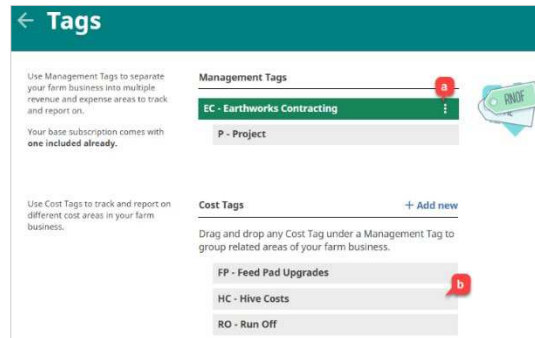 ← Tags
Use Management Tags to separate
your farm business into multiple
revenue and expense areas to track
and report on.
Your base subscription comes with
one included already.
Management Tags
a
EC - Earthworks Contracting
P - Project
RNOF
Use Cost Tags to track and report on
different cost areas in your farm
business.
Cost Tags
+ Add new
Drag and drop any Cost Tag under a Management Tag to
group related areas of your farm business.
FP - Feed Pad Upgrades
b
HC - Hive Costs
RO - Run Off